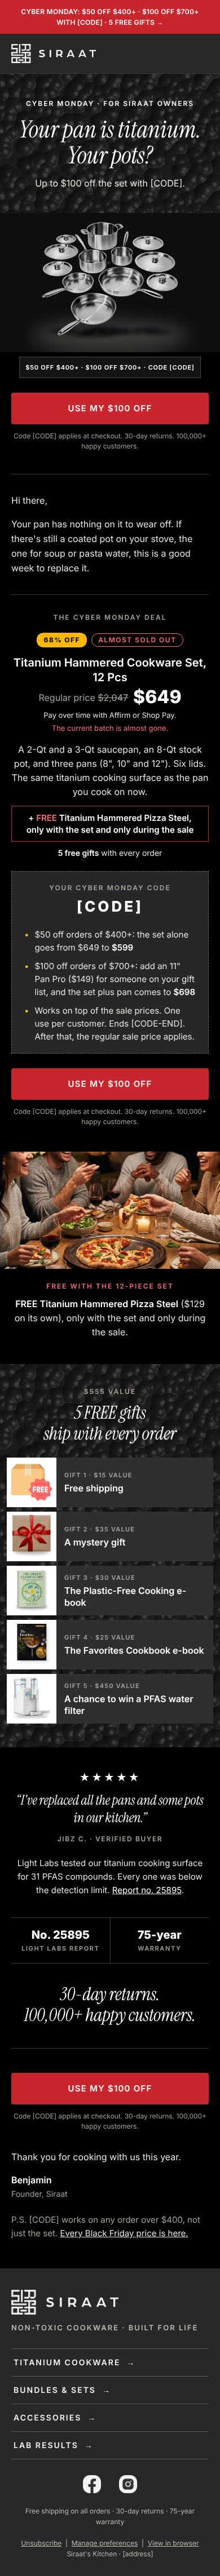 CYBER MONDAY: $50 OFF $400+ · $100 OFF $700+
WITH [CODE] · 5 FREE GIFTS →
SIRAAT
CYBER MONDAY · FOR SIRAAT OWNERS
Your pan is titanium.
Your pots?
Up to $100 off the set with [CODE].
$50 OFF $400+ · $100 OFF $700+ · CODE [CODE]
USE MY $100 OFF
Code [CODE] applies at checkout. 30-day returns. 100,000+
happy customers.
Hi there,
Your pan has nothing on it to wear off. If
there's still a coated pot on your stove, the
one for soup or pasta water, this is a good
week to replace it.
THE CYBER MONDAY DEAL
68% OFF
ALMOST SOLD OUT
Titanium Hammered Cookware Set,
12 Pcs
Regular price $2,047 $649
Pay over time with Affirm or Shop Pay.
The current batch is almost gone.
A 2-Qt and a 3-Qt saucepan, an 8-Qt stock
pot, and three pans (8", 10" and 12"). Six lids.
The same titanium cooking surface as the pan
you cook on now.
+ FREE Titanium Hammered Pizza Steel,
only with the set and only during the sale
5 free gifts with every order
YOUR CYBER MONDAY CODE
[CODE]
• $50 off orders of $400+: the set alone
goes from $649 to $599
• $100 off orders of $700+: add an 11"
Pan Pro ($149) for someone on your gift
list, and the set plus pan comes to $698
• Works on top of the sale prices. One
use per customer. Ends [CODE-END].
After that, the regular sale price applies.
USE MY $100 OFF
Code [CODE] applies at checkout. 30-day returns. 100,000+
happy customers.
FREE WITH THE 12-PIECE SET
FREE Titanium Hammered Pizza Steel ($129
on its own), only with the set and only during
the sale.
$555 VALUE
5 FREE gifts
ship with every order
FREE
GIFT 1 · $15 VALUE
Free shipping
GIFT 2 · $35 VALUE
A mystery gift
GIFT 3 · $30 VALUE
The Plastic-Free Cooking e-
book
GIFT 4 · $25 VALUE
The Favorites Cookbook e-book
GIFT 5 · $450 VALUE
A chance to win a PFAS water
filter
★★★★★
“I've replaced all the pans and some pots
in our kitchen.”
JIBZ C. · VERIFIED BUYER
Light Labs tested our titanium cooking surface
for 31 PFAS compounds. Every one was below
the detection limit. Report no. 25895.
No. 25895
LIGHT LABS REPORT
75-year
WARRANTY
30-day returns.
100,000+ happy customers.
USE MY $100 OFF
Code [CODE] applies at checkout. 30-day returns. 100,000+
happy customers.
Thank you for cooking with us this year.
Benjamin
Founder, Siraat
P.S. [CODE] works on any order over $400, not
just the set. Every Black Friday price is here.
SIRAAT
NON-TOXIC COOKWARE · BUILT FOR LIFE
TITANIUM COOKWARE →
BUNDLES & SETS →
ACCESSORIES →
LAB RESULTS →
Free shipping on all orders · 30-day returns · 75-year
warranty
Unsubscribe | Manage preferences | View in browser
Siraat's Kitchen · [address]